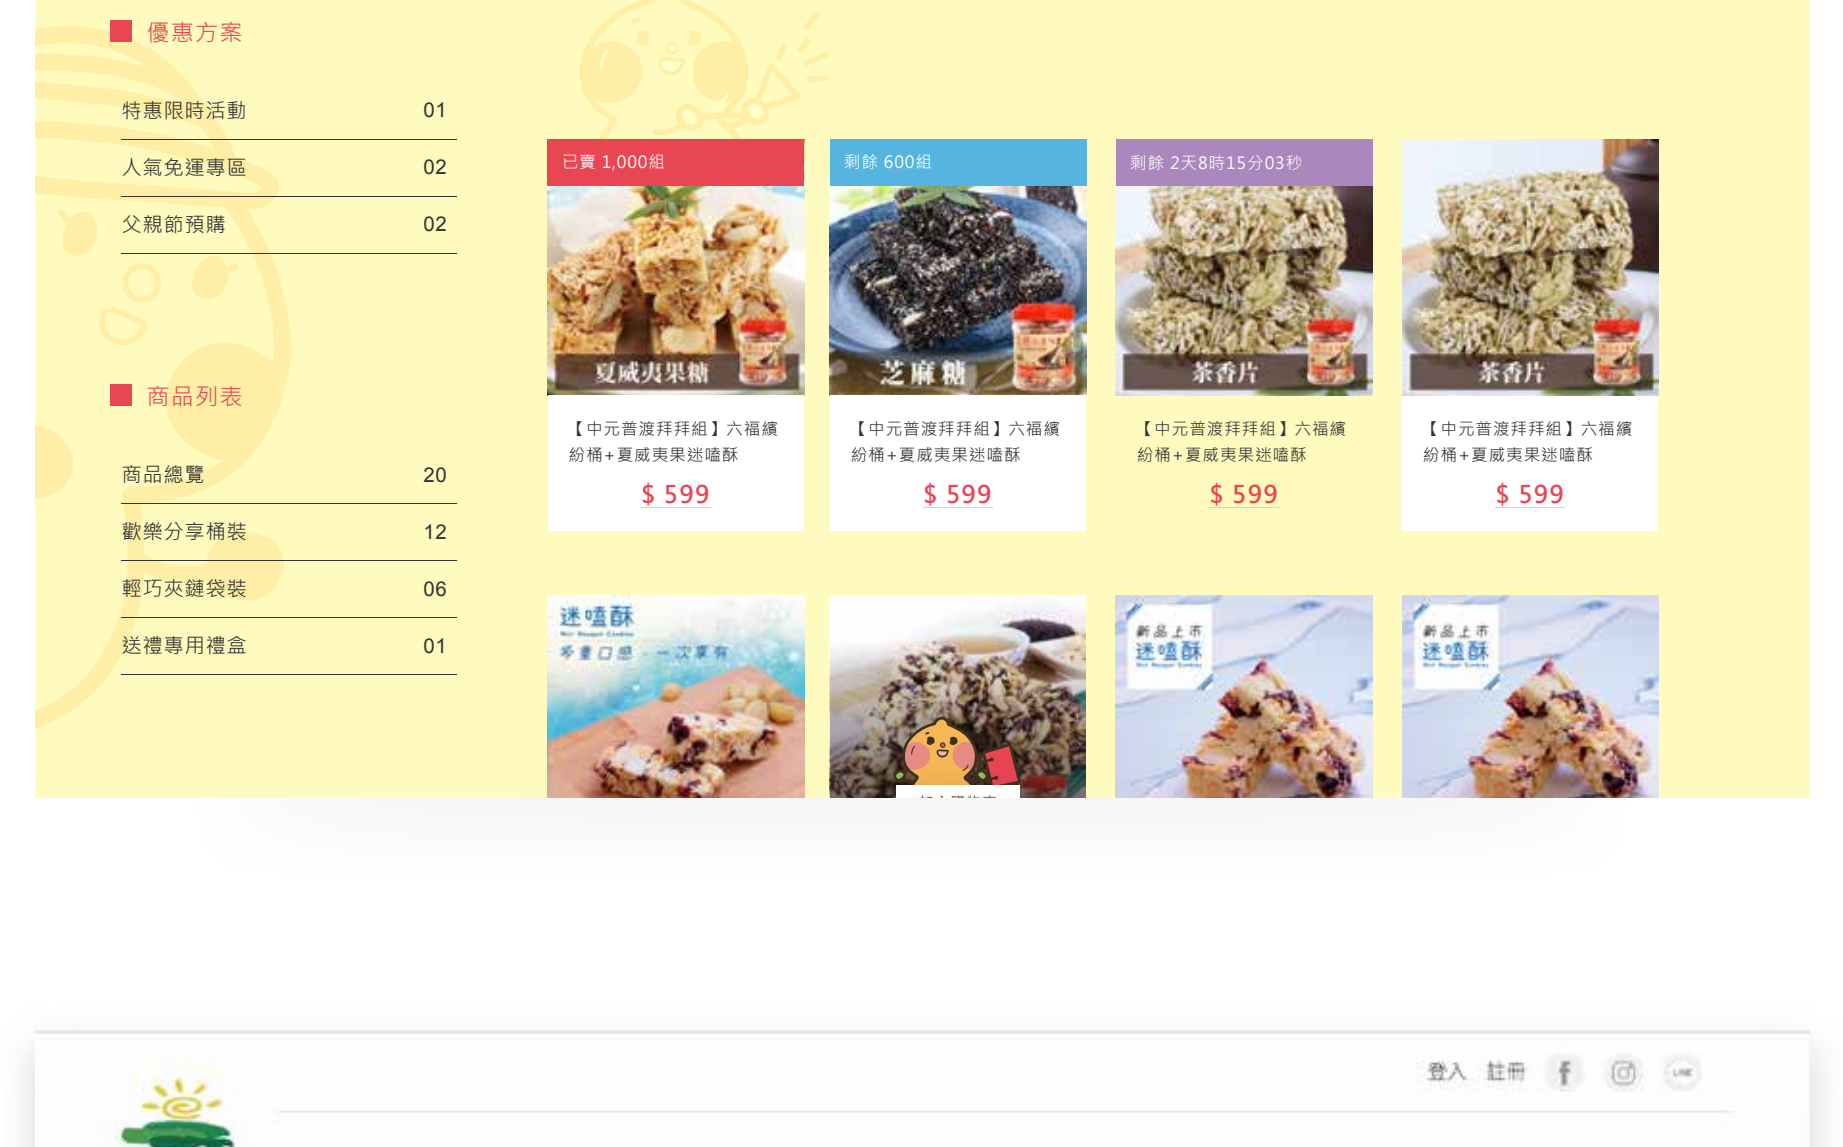 優惠方案
特惠限時活動 01
人氣免運專區 02
父親節預購 02
商品列表
商品總覽 20
歡樂分享桶裝 12
輕巧夾鏈袋裝 06
送禮專用禮盒 01
已賣 1,000組
夏威夷果糖
【中元普渡拜拜組】六福繽
紛桶+夏威夷果迷嗑酥
$ 599
剩餘 600組
芝麻糖
【中元普渡拜拜組】六福繽
紛桶+夏威夷果迷嗑酥
$ 599
剩餘 2天8時15分03秒
茶香片
【中元普渡拜拜組】六福繽
紛桶+夏威夷果迷嗑酥
$ 599
茶香片
【中元普渡拜拜組】六福繽
紛桶+夏威夷果迷嗑酥
$ 599
迷嗑酥
多重口感 一次享有
新品上市
迷嗑酥
新品上市
迷嗑酥
登入 註冊
LINE